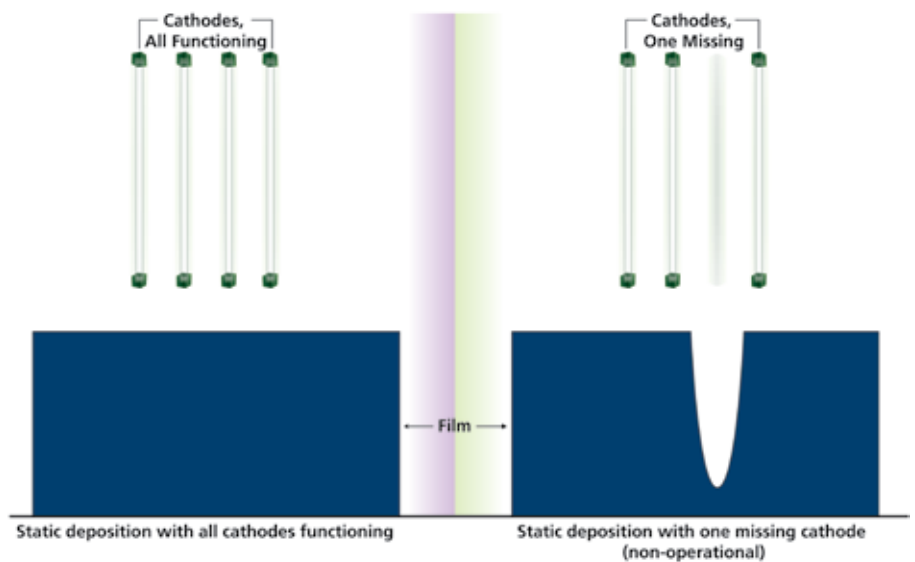 Cathodes,
All Functioning
Cathodes,
One Missing
Film
Static deposition with all cathodes functioning
Static deposition with one missing cathode
(non-operational)